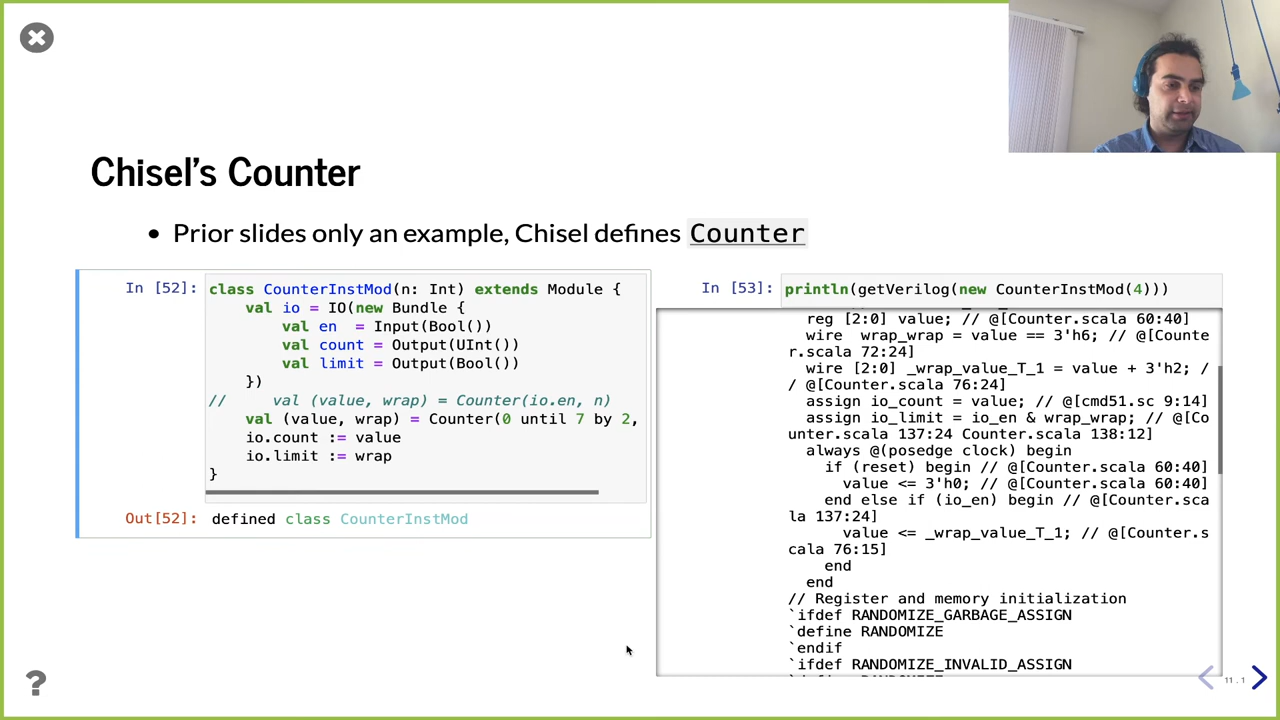 Chisel's Counter
• Prior slides only an example, Chisel defines Counter
In [52]:
class CounterInstMod(n: Int) extends Module {
    val io = IO(new Bundle {
        val en  = Input(Bool())
        val count = Output(UInt())
        val limit = Output(Bool())
    })
//     val (value, wrap) = Counter(io.en, n)
    val (value, wrap) = Counter(0 until 7 by 2,
    io.count := value
    io.limit := wrap
}
Out[52]: defined class CounterInstMod
In [53]: println(getVerilog(new CounterInstMod(4)))
  reg [2:0] value; // @[Counter.scala 60:40]
  wire  wrap_wrap = value == 3'h6; // @[Counte
r.scala 72:24]
  wire [2:0] _wrap_value_T_1 = value + 3'h2; /
/ @[Counter.scala 76:24]
  assign io_count = value; // @[cmd51.sc 9:14]
  assign io_limit = io_en & wrap_wrap; // @[Co
unter.scala 137:24 Counter.scala 138:12]
  always @(posedge clock) begin
    if (reset) begin // @[Counter.scala 60:40]
      value <= 3'h0; // @[Counter.scala 60:40]
    end else if (io_en) begin // @[Counter.sca
la 137:24]
      value <= _wrap_value_T_1; // @[Counter.s
cala 76:15]
    end
  end
// Register and memory initialization
`ifdef RANDOMIZE_GARBAGE_ASSIGN
`define RANDOMIZE
`endif
`ifdef RANDOMIZE_INVALID_ASSIGN
?
11.1